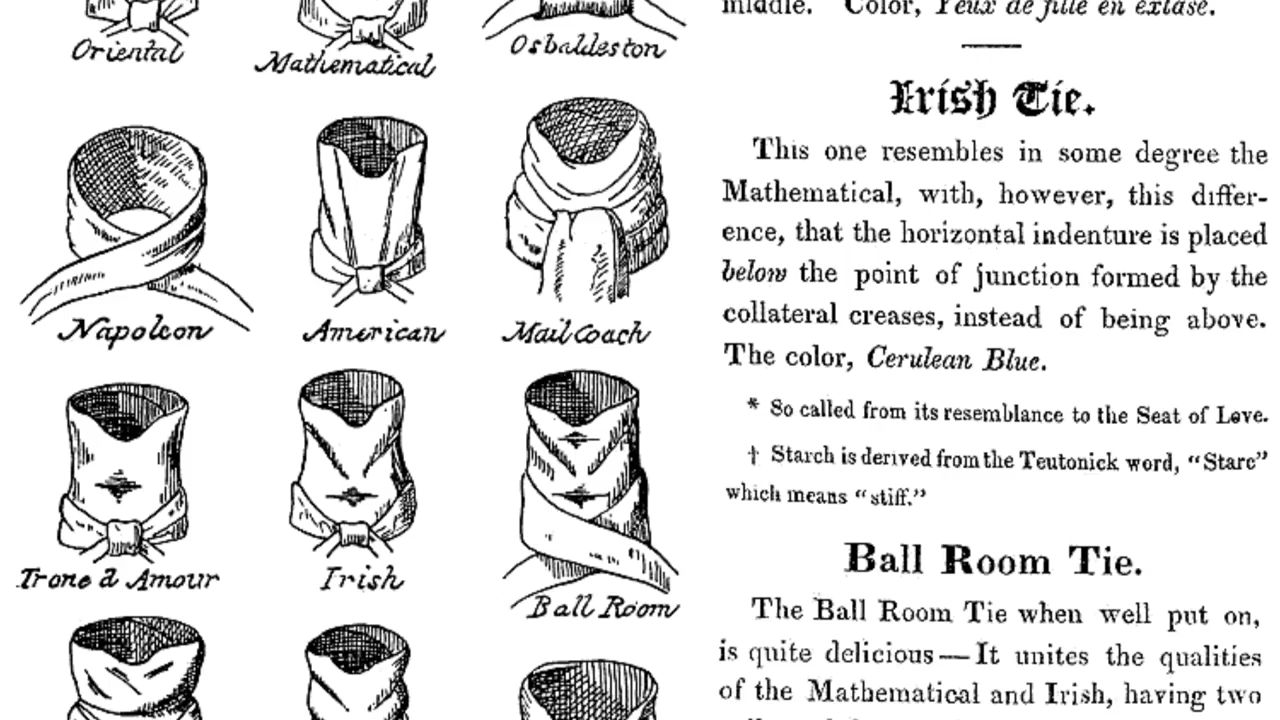 Oriental
Mathematical
Osbaldeston
Napoleon
American
Mail Coach
Trone d Amour
Irish
Ball Room
middle. Color, Yeux de fille en extase.
Irish Tie.
This one resembles in some degree the
Mathematical, with, however, this differ-
ence, that the horizontal indenture is placed
below the point of junction formed by the
collateral creases, instead of being above.
The color, Cerulean Blue.
* So called from its resemblance to the Seat of Love.
† Starch is derived from the Teutonick word, "Starc"
which means "stiff."
Ball Room Tie.
The Ball Room Tie when well put on,
is quite delicious—It unites the qualities
of the Mathematical and Irish, having two